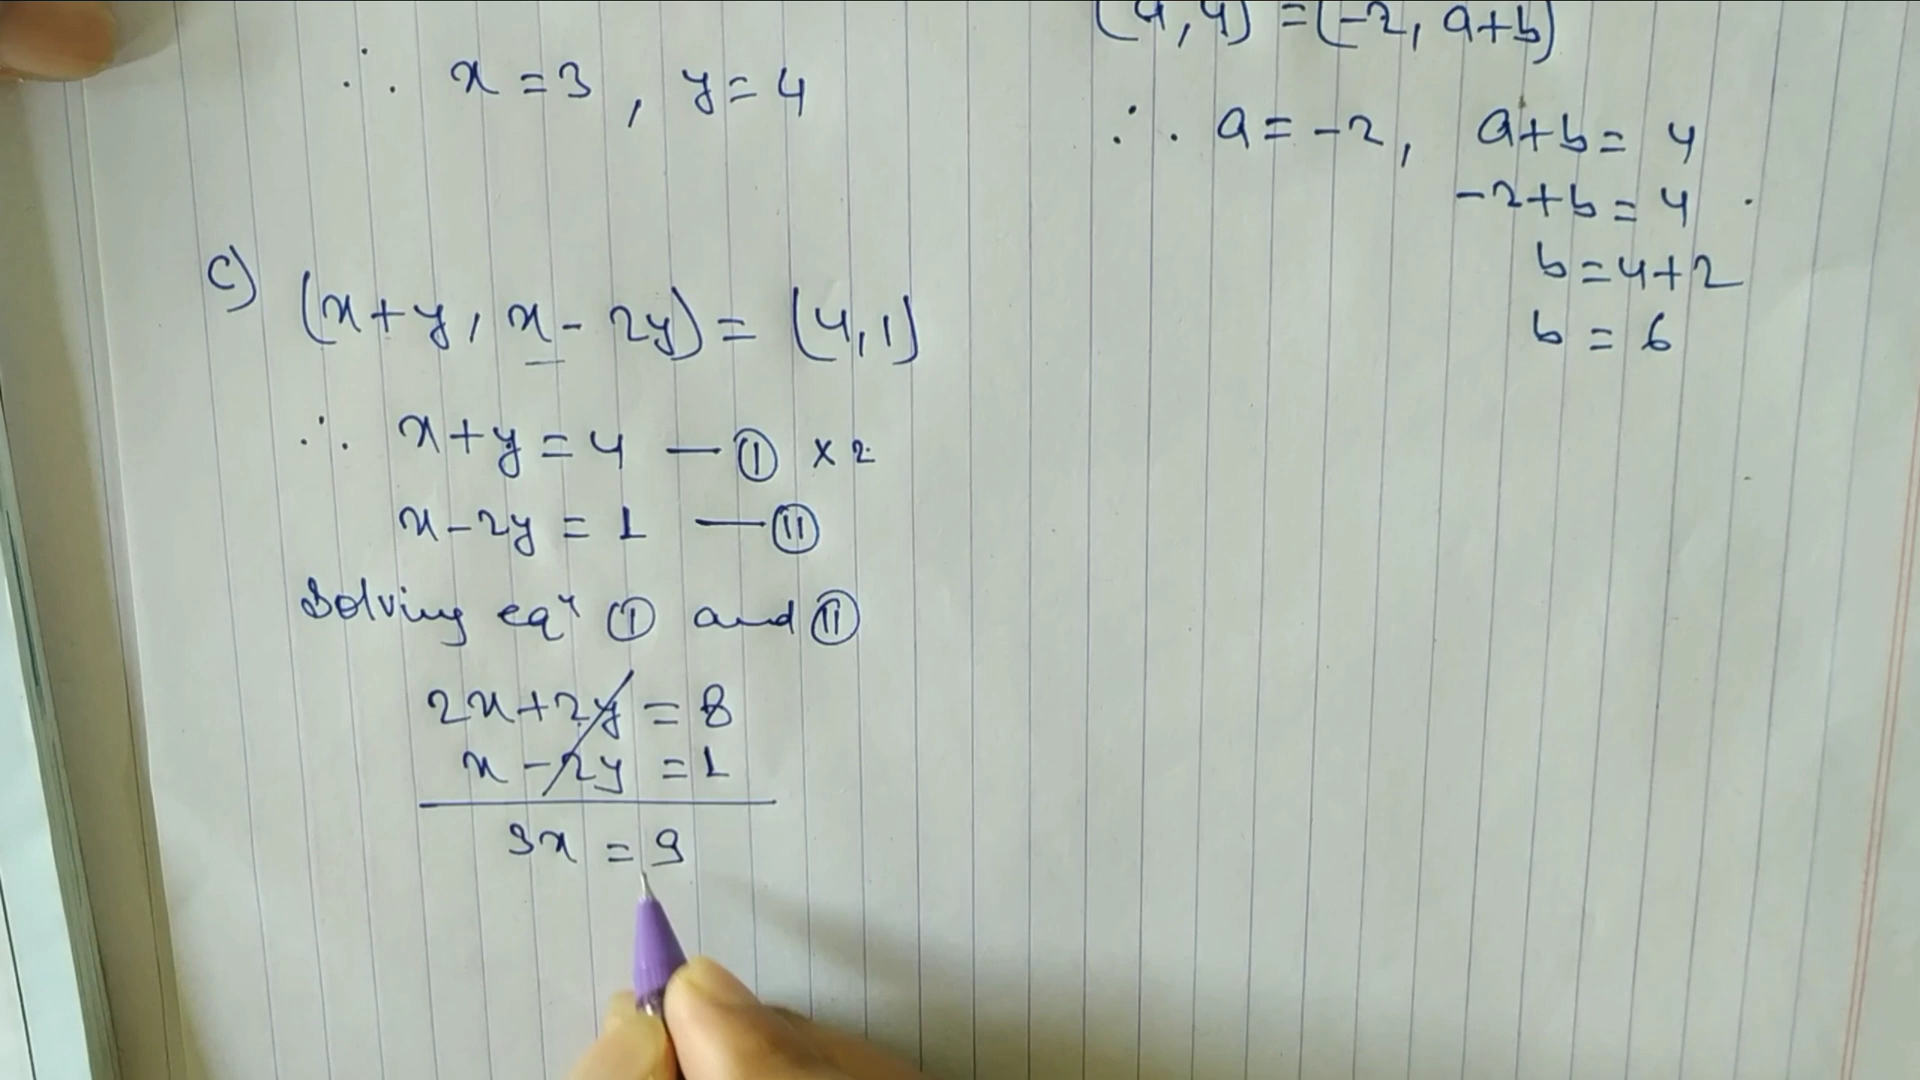 ∴ x = 3, y = 4
c) (x+y, x-2y) = (4,1)
∴ x+y = 4 — Ⓘ × 2
x-2y = 1 — Ⓘⓘ
Solving eqn Ⓘ and Ⓘⓘ
2x+2y = 8
x-2y = 1
3x = 9
= (-2, a+b)
∴ a = -2, a+b = 4
-2+b = 4
b = 4+2
b = 6